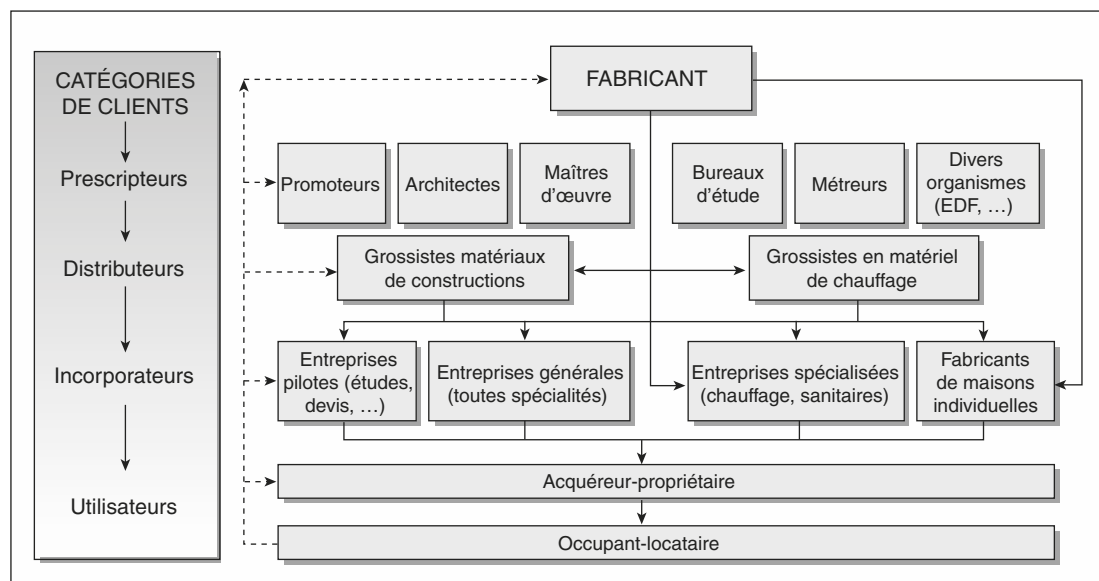 CATÉGORIES
DE CLIENTS
Prescripteurs
Distributeurs
Incorporateurs
Utilisateurs
FABRICANT
Promoteurs
Architectes
Maîtres
d’œuvre
Bureaux
d’étude
Métreurs
Divers
organismes
(EDF, …)
Grossistes matériaux
de constructions
Grossistes en matériel
de chauffage
Entreprises
pilotes (études,
devis, …)
Entreprises générales
(toutes spécialités)
Entreprises spécialisées
(chauffage, sanitaires)
Fabricants
de maisons
individuelles
Acquéreur-propriétaire
Occupant-locataire